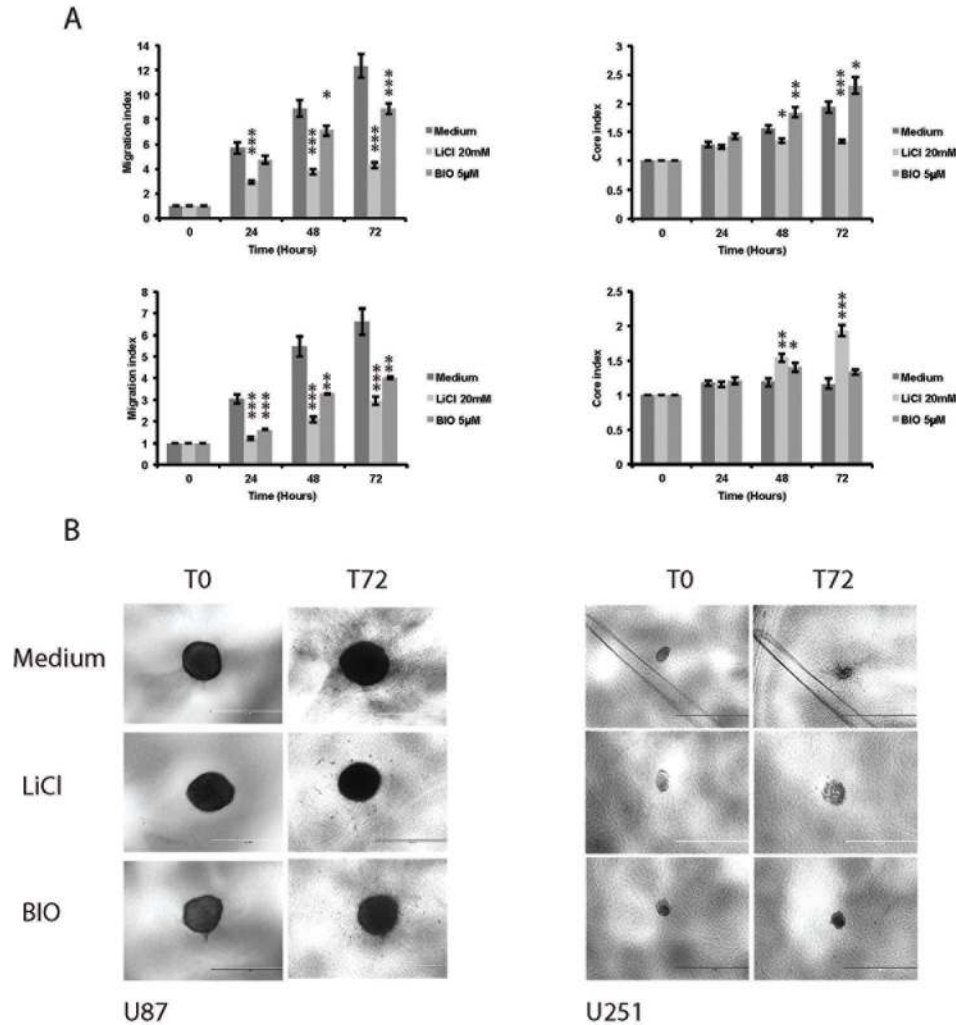 A
Migration index
14
12
10
8
6
4
2
0
***
***
*
***
***
0 24 48 72
Time (Hours)
Medium
LiCl 20mM
BIO 5µM
Core index
3
2.5
2
1.5
1
0.5
0
*
**
***
*
0 24 48 72
Time (Hours)
Medium
LiCl 20mM
BIO 5µM
Migration index
8
7
6
5
4
3
2
1
0
***
***
***
**
***
**
0 24 48 72
Time (Hours)
Medium
LiCl 20mM
BIO 5µM
Core index
2.5
2
1.5
1
0.5
0
**
*
***
0 24 48 72
Time (Hours)
Medium
LiCl 20mM
BIO 5µM
B
T0 T72 T0 T72
Medium
LiCl
BIO
U87 U251